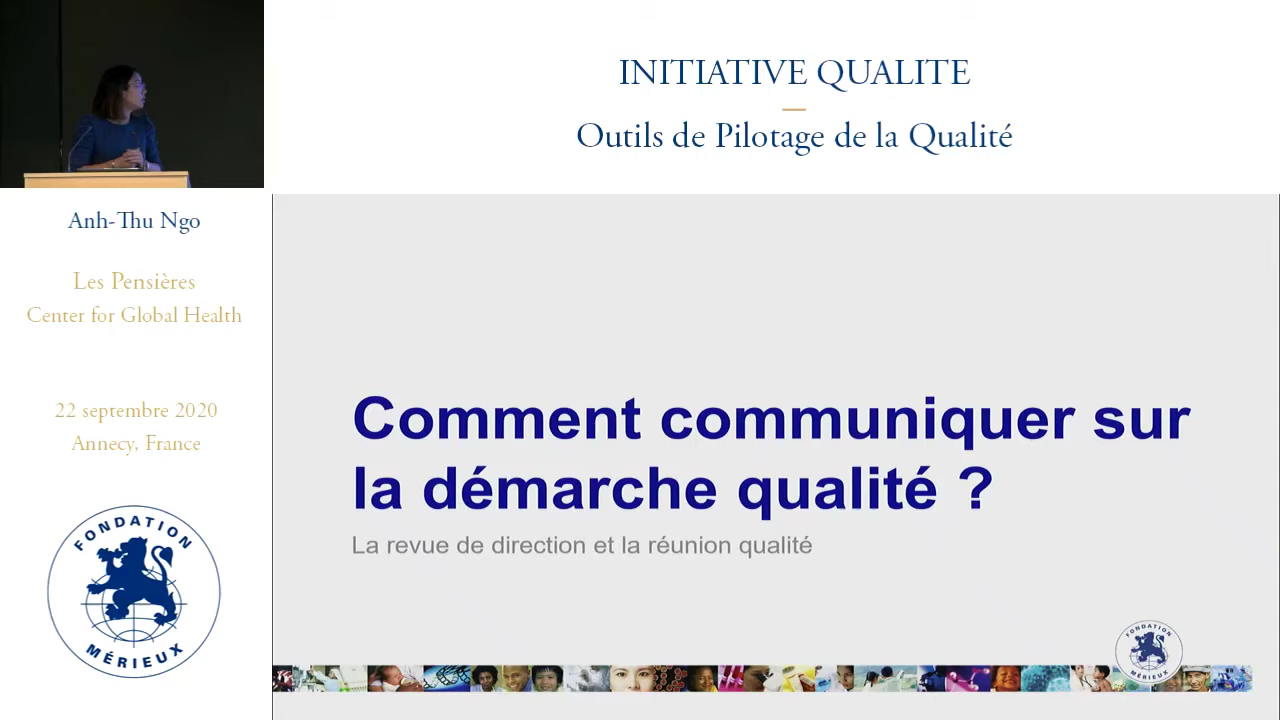 INITIATIVE QUALITE
Outils de Pilotage de la Qualité
Anh-Thu Ngo
Les Pensières
Center for Global Health
22 septembre 2020
Annecy, France
FONDATION
MÉRIEUX
Comment communiquer sur
la démarche qualité ?
La revue de direction et la réunion qualité
FONDATION
MÉRIEUX